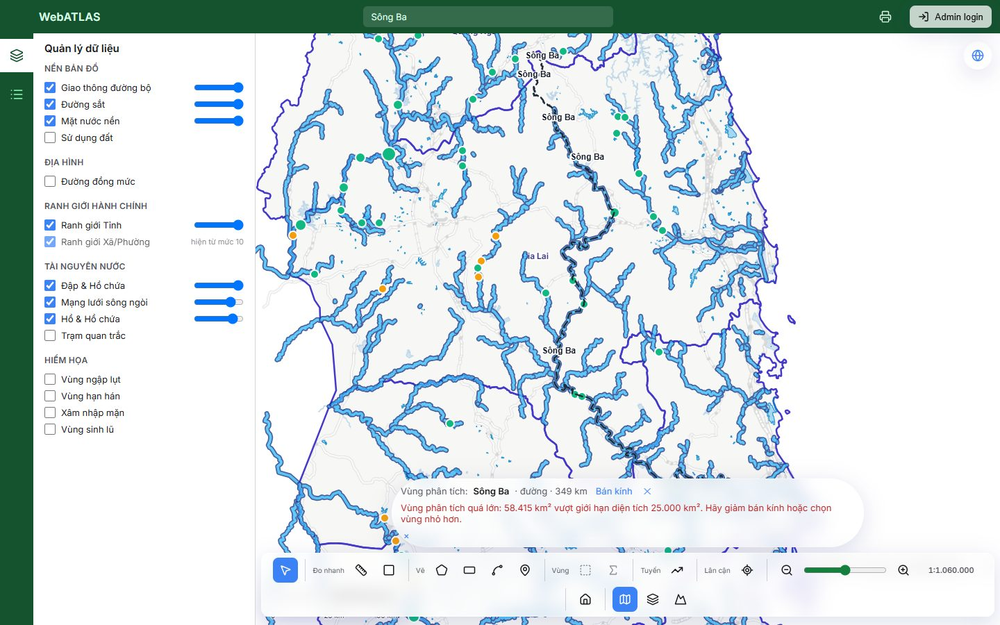 WebATLAS
Sông Ba
Admin login
Quản lý dữ liệu
NỀN BẢN ĐỒ
Giao thông đường bộ
Đường sắt
Mặt nước nền
Sử dụng đất
ĐỊA HÌNH
Đường đồng mức
RANH GIỚI HÀNH CHÍNH
Ranh giới Tỉnh
Ranh giới Xã/Phường hiện từ mức 10
TÀI NGUYÊN NƯỚC
Đập & Hồ chứa
Mạng lưới sông ngòi
Hồ & Hồ chứa
Trạm quan trắc
HIỂM HỌA
Vùng ngập lụt
Vùng hạn hán
Xâm nhập mặn
Vùng sinh lũ
Sông Ba
Sông Ba
Sông Ba
Sông Ba
Gia Lai
Sông Ba
Vùng phân tích: Sông Ba · đường · 349 km Bán kính
Vùng phân tích quá lớn: 58.415 km² vượt giới hạn diện tích 25.000 km². Hãy giảm bán kính hoặc chọn
vùng nhỏ hơn.
Đo nhanh Vẽ Vùng Tuyến Lân cận 1:1.060.000